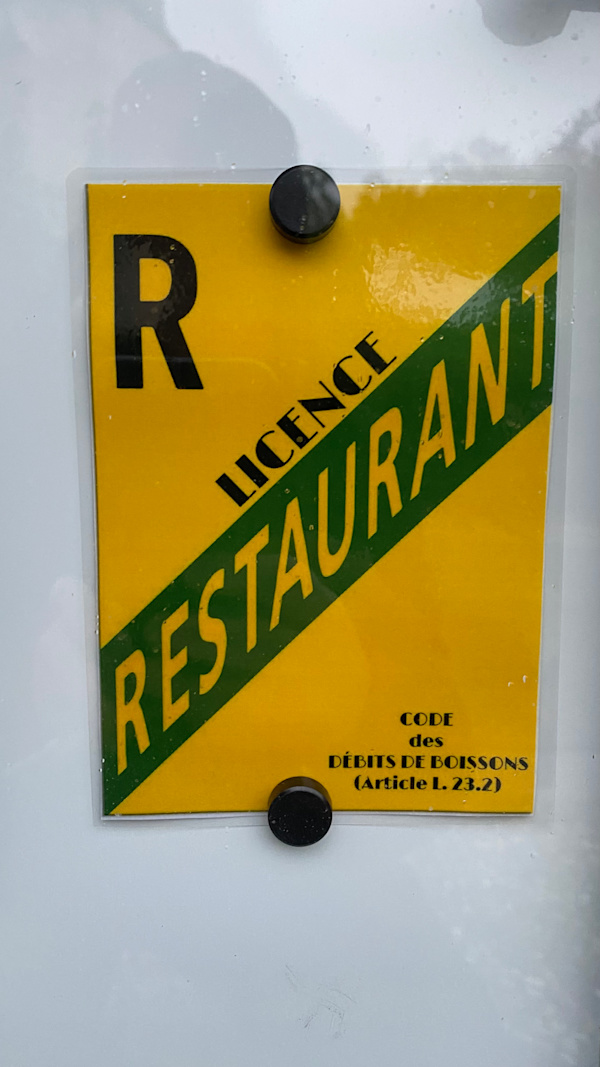 R
LICENCE
RESTAURANT
CODE
des
DÉBITS DE BOISSONS
(Article L. 23.2)